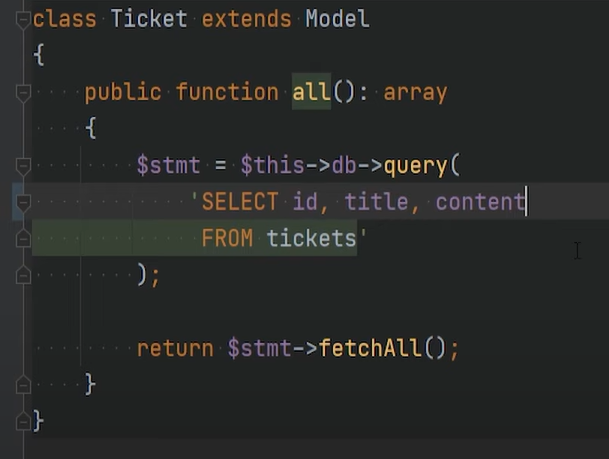 class Ticket extends Model
{
    public function all(): array
    {
        $stmt = $this->db->query(
            'SELECT id, title, content
             FROM tickets'
        );

        return $stmt->fetchAll();
    }
}